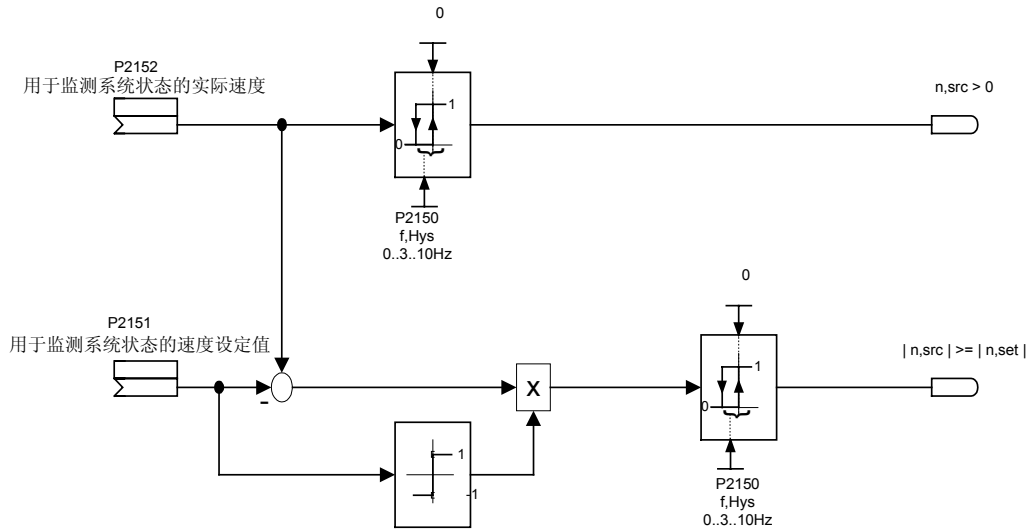 0
P2152
用于监测系统状态的实际速度
n,src > 0
1
0
P2150
f,Hys
0..3..10Hz
0
P2151
用于监测系统状态的速度设定值
| n,src | >= | n,set |
1
0
-
X
1
-1
P2150
f,Hys
0..3..10Hz